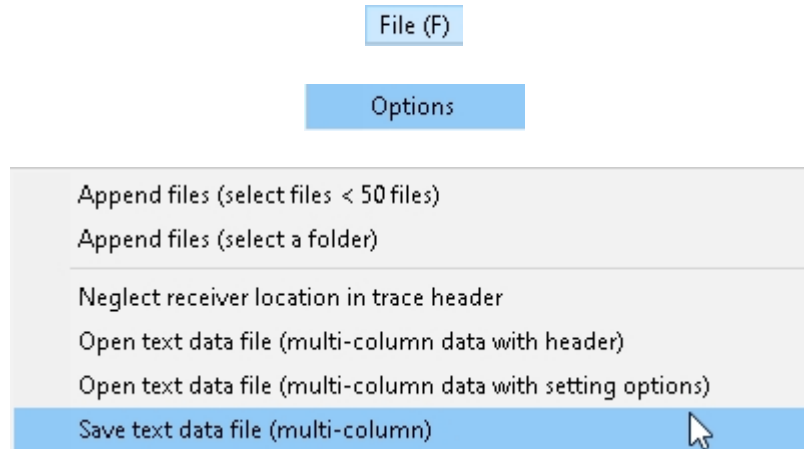 File (F)
Options
Append files (select files < 50 files)
Append files (select a folder)
Neglect receiver location in trace header
Open text data file (multi-column data with header)
Open text data file (multi-column data with setting options)
Save text data file (multi-column)